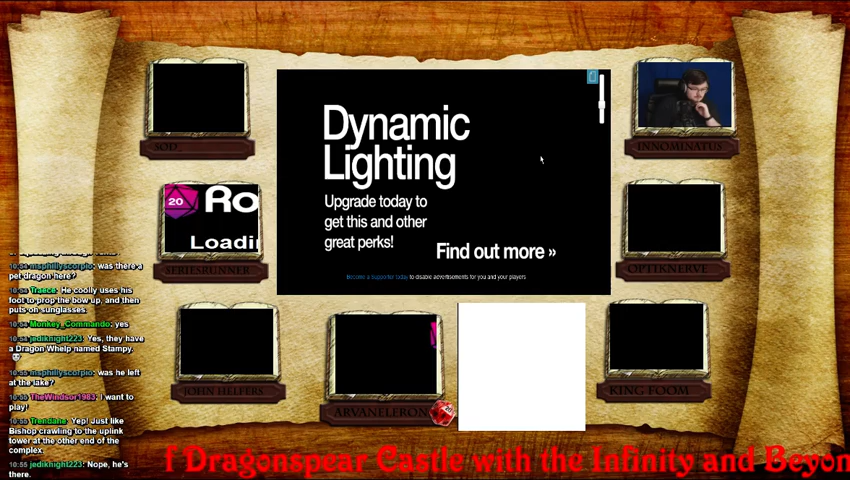 SOD
Dynamic
Lighting
Upgrade today to
get this and other
great perks!
Find out more »
Become a supporter today to disable advertisements for you and your players
INNOMINATUS
20
Ro
Loadi
SERIESRUNNER
OPTIKNERVE
JOHN HELFERS
ARVANELERON
KING FOOM
10:54 msphillyscorpio: was there a
pet dragon here?
10:54 Traece: He coolly uses his
foot to prop the bow up, and then
puts on sunglasses
10:54 Monkey_Commando: yes
10:54 jediknight223: Yes, they have
a Dragon Whelp named Stampy.
10:55 msphillyscorpio: was he left
at the lake?
10:55 TheWindsor1983: I want to
play!
10:55 Trendane: Yep! Just like
Bishop crawling to the uplink
tower at the other end of the
complex.
10:55 jediknight223: Nope, he's
there.
f Dragonspear Castle with the Infinity and Beyon